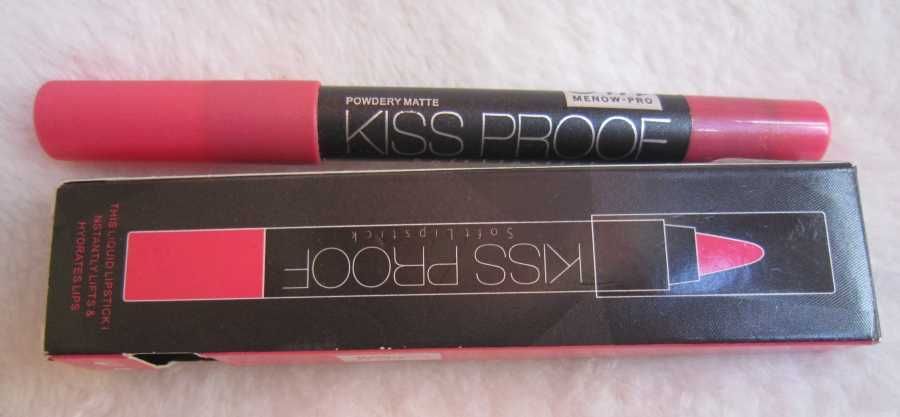 POWDERY MATTE
MENOW-PRO
KISS PROOF
THIS LIQUID LIPSTICK I
NSTANTLY LIFTS &
HYDRATES LIPS
KISS PROOF
Soft Lipstick